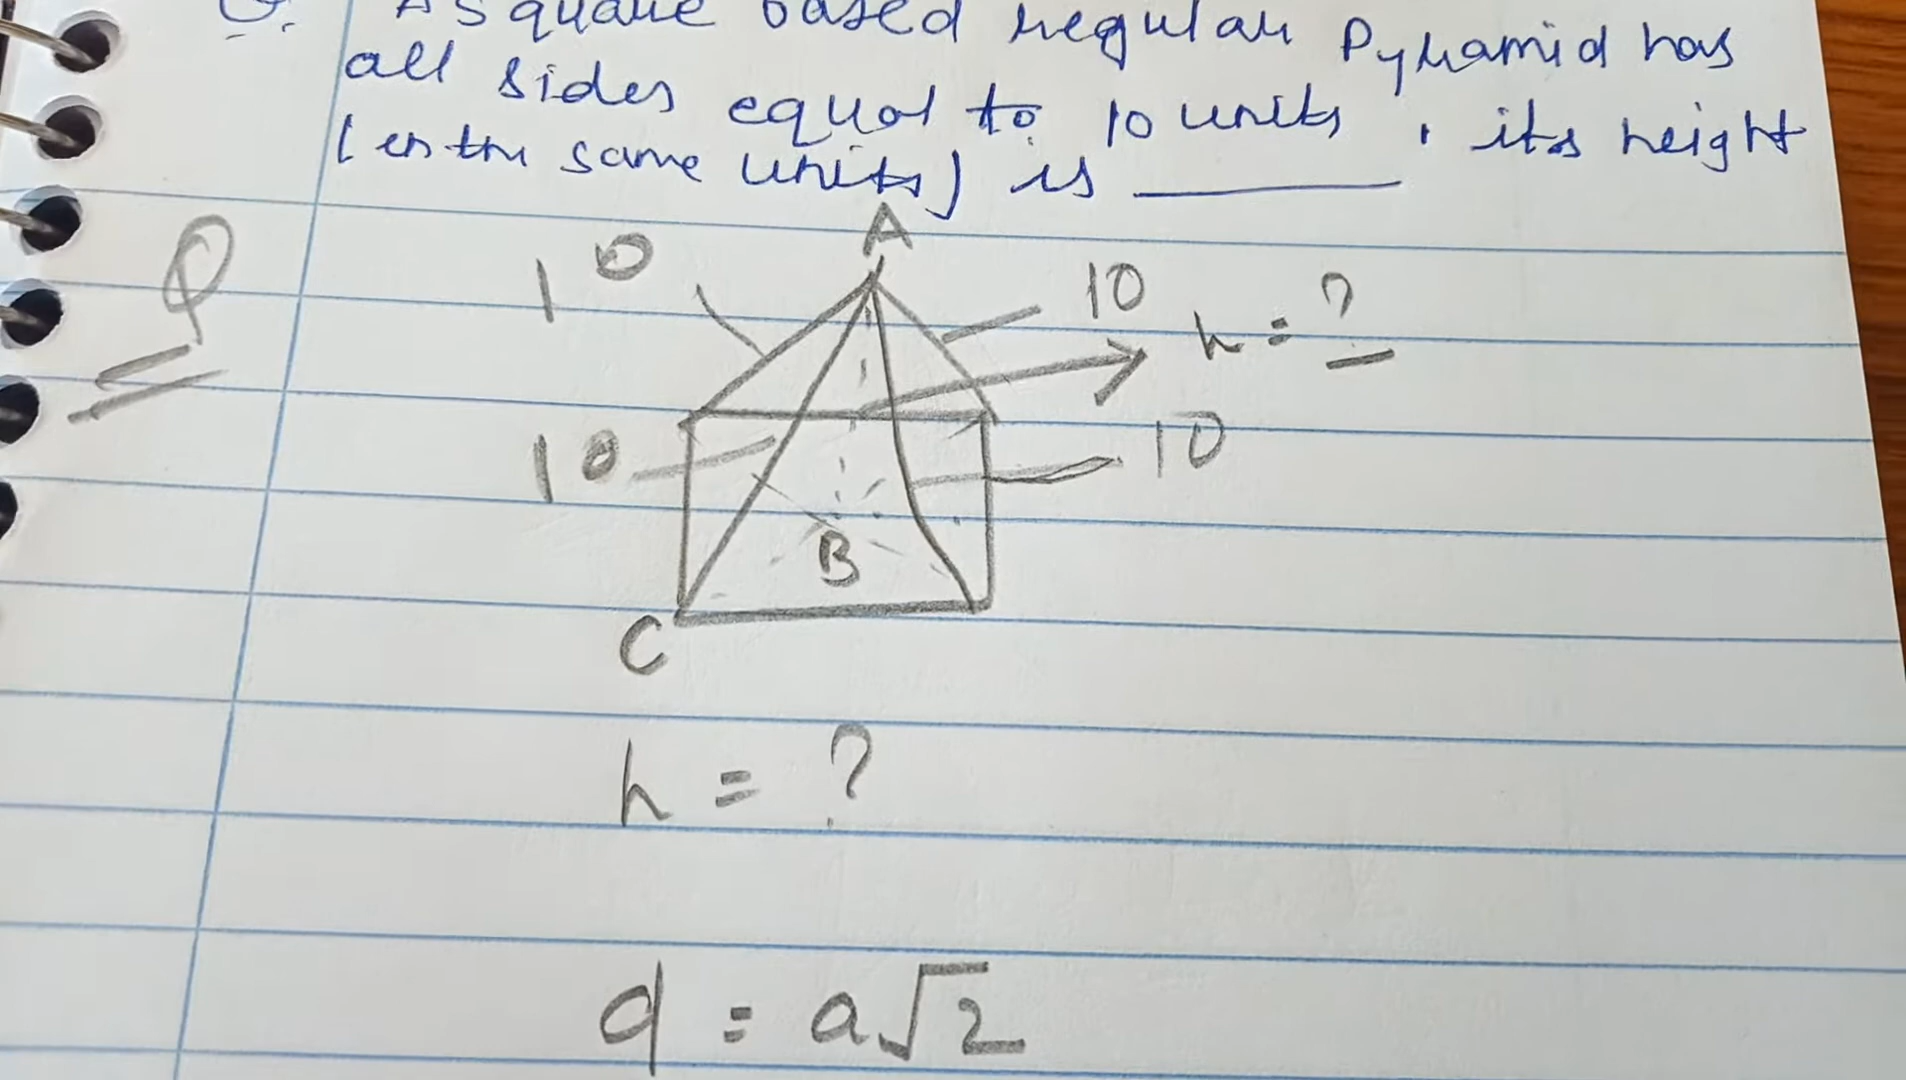 Q. A square based regular Pyramid has
all sides equal to 10 units, its height
(in the same units) is ______
Q
A
10
10
h = ?
10
10
B
C
h = ?
d = a√2